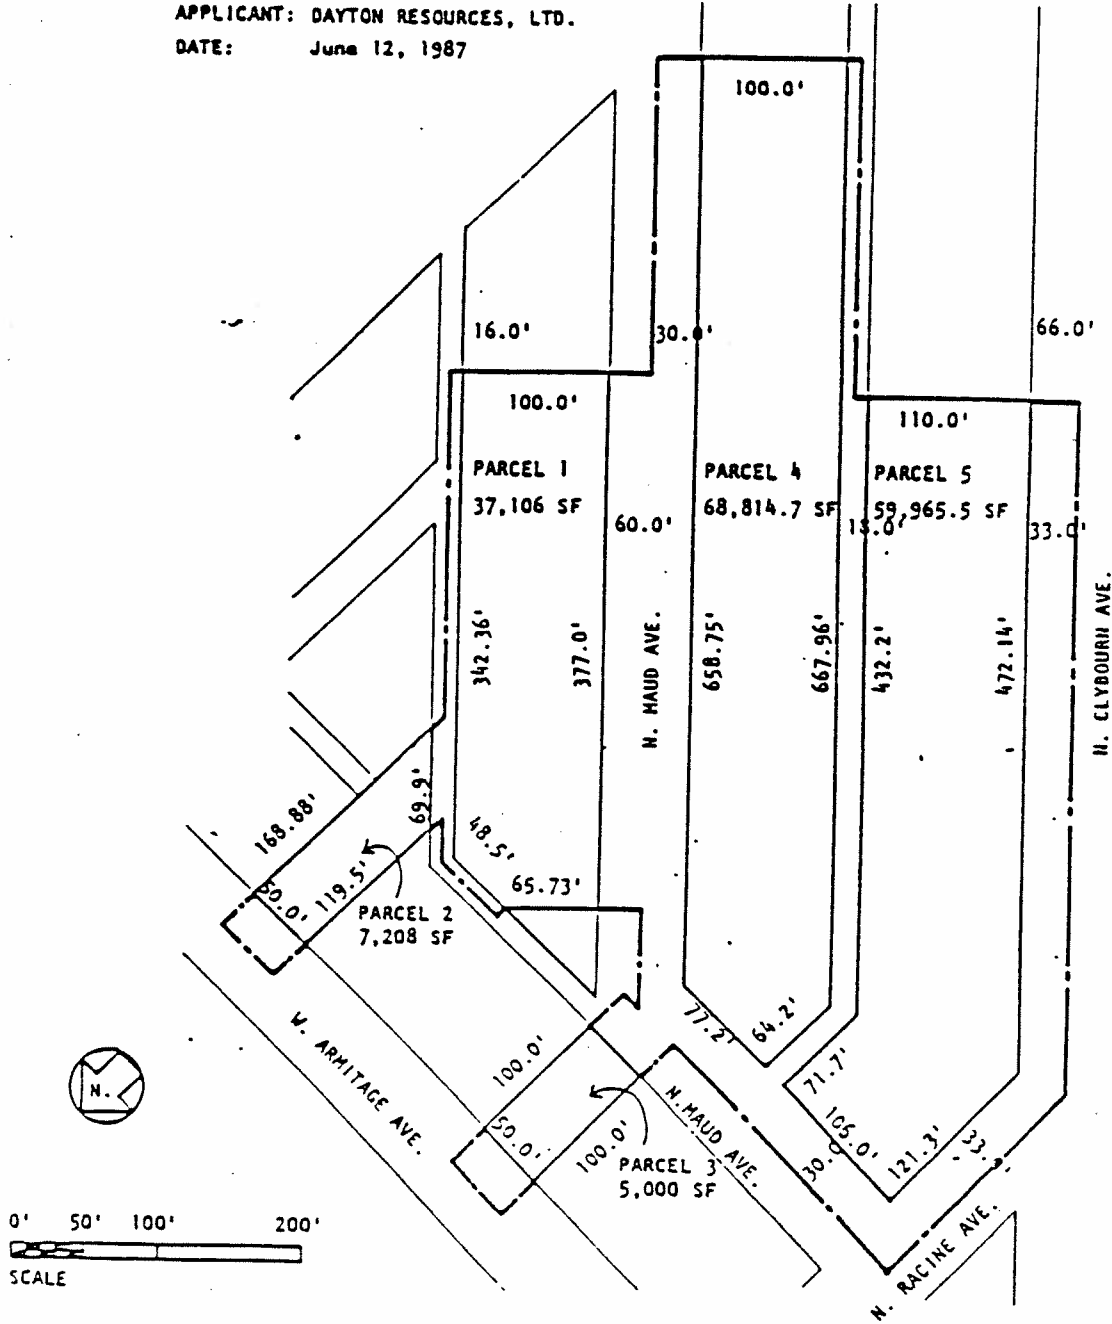 APPLICANT: DAYTON RESOURCES, LTD.
DATE: June 12, 1987
100.0'
16.0'
30.0'
66.0'
100.0'
110.0'
PARCEL 1
37,106 SF
PARCEL 4
68,814.7 SF
PARCEL 5
59,965.5 SF
60.0'
18.0'
33.0'
342.36'
377.0'
N. MAUD AVE.
658.75'
667.96'
432.2'
472.14'
N. CLYBOURN AVE.
168.88'
69.9'
48.5'
65.73'
50.0'
119.5'
PARCEL 2
7,208 SF
W. ARMITAGE AVE.
77.2'
64.2'
100.0'
71.7'
N. MAUD AVE.
50.0'
100.0'
105.0'
30.0
121.3'
PARCEL 3
5,000 SF
N. RACINE AVE.
N.
0' 50' 100' 200'
SCALE